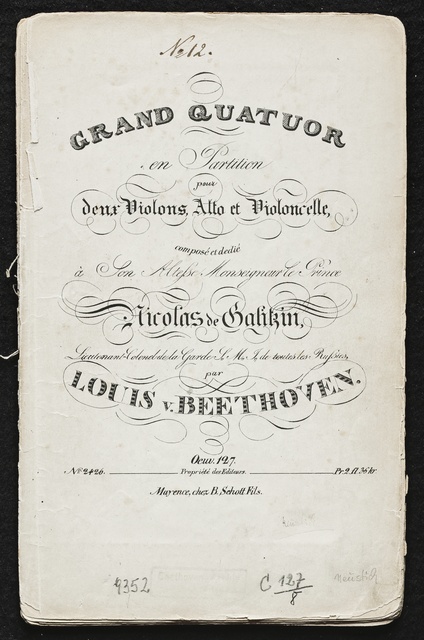 No 12.
GRAND QUATUOR
en Partition
pour
deux Violons, Alto et Violoncelle,
composé et dedié
à Son Altesse Monseigneur le Prince
Nicolas de Galitzin,
Lieutenant-Colonel de la Garde S. M. I. de toutes les Russies,
par
LOUIS v. BEETHOVEN.
Oeuv. 127.
No. 2426. Propriété des Editeurs. Pr. 2 fl 36 kr
Mayence, chez B. Schott Fils.
9352
C 127/8